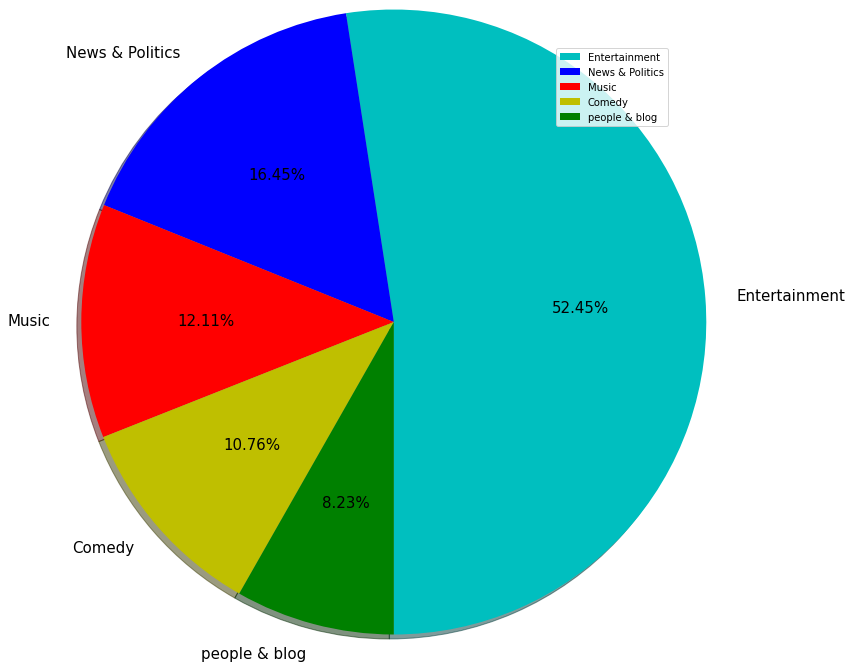 News & Politics
Entertainment
News & Politics
Music
Comedy
people & blog
16.45%
Entertainment
52.45%
Music
12.11%
10.76%
8.23%
Comedy
people & blog